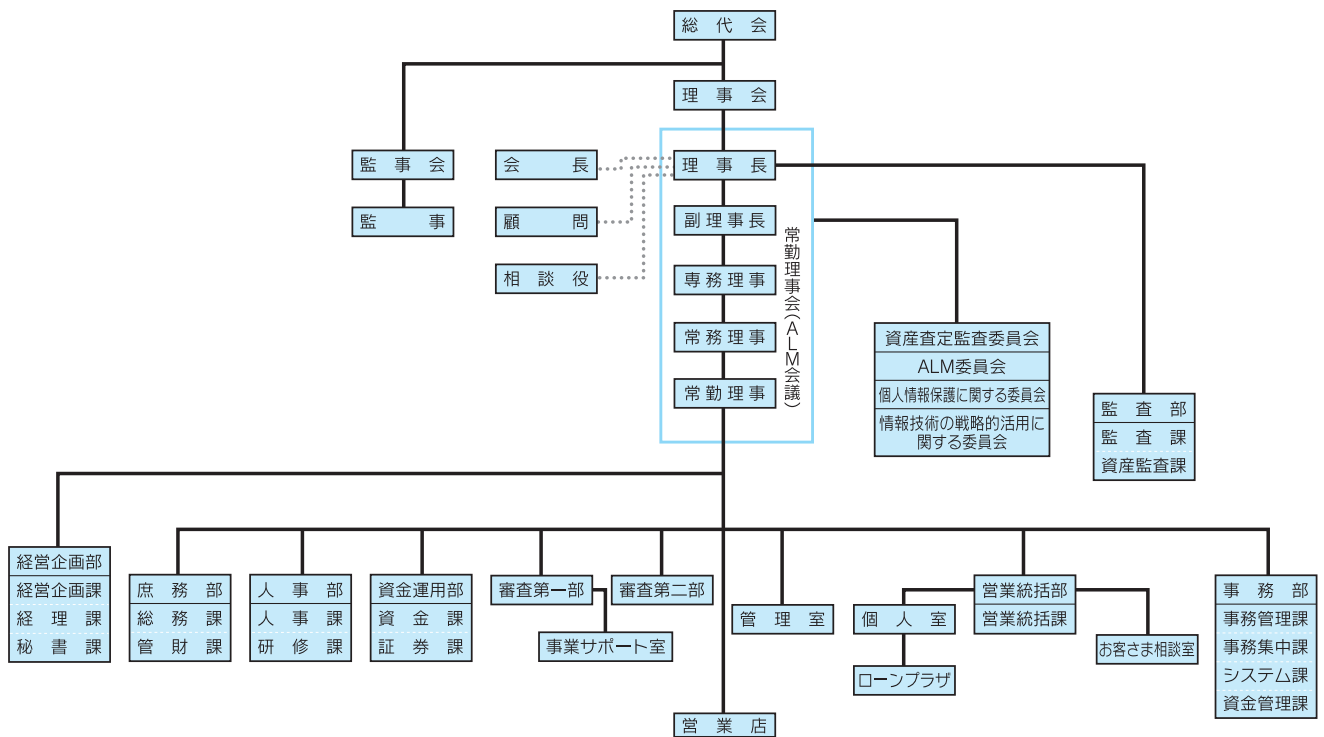 総代会
理事会
監事会
監事
会長
顧問
相談役
理事長
副理事長
専務理事
常務理事
常勤理事
常勤理事会（ALM会議）
資産査定監査委員会
ALM委員会
個人情報保護に関する委員会
情報技術の戦略的活用に
関する委員会
監査部
監査課
資産監査課
経営企画部
経営企画課
経理課
秘書課
庶務部
総務課
管財課
人事部
人事課
研修課
資金運用部
資金課
証券課
審査第一部
事業サポート室
審査第二部
管理室
個人室
ローンプラザ
営業統括部
営業統括課
お客さま相談室
事務部
事務管理課
事務集中課
システム課
資金管理課
営業店